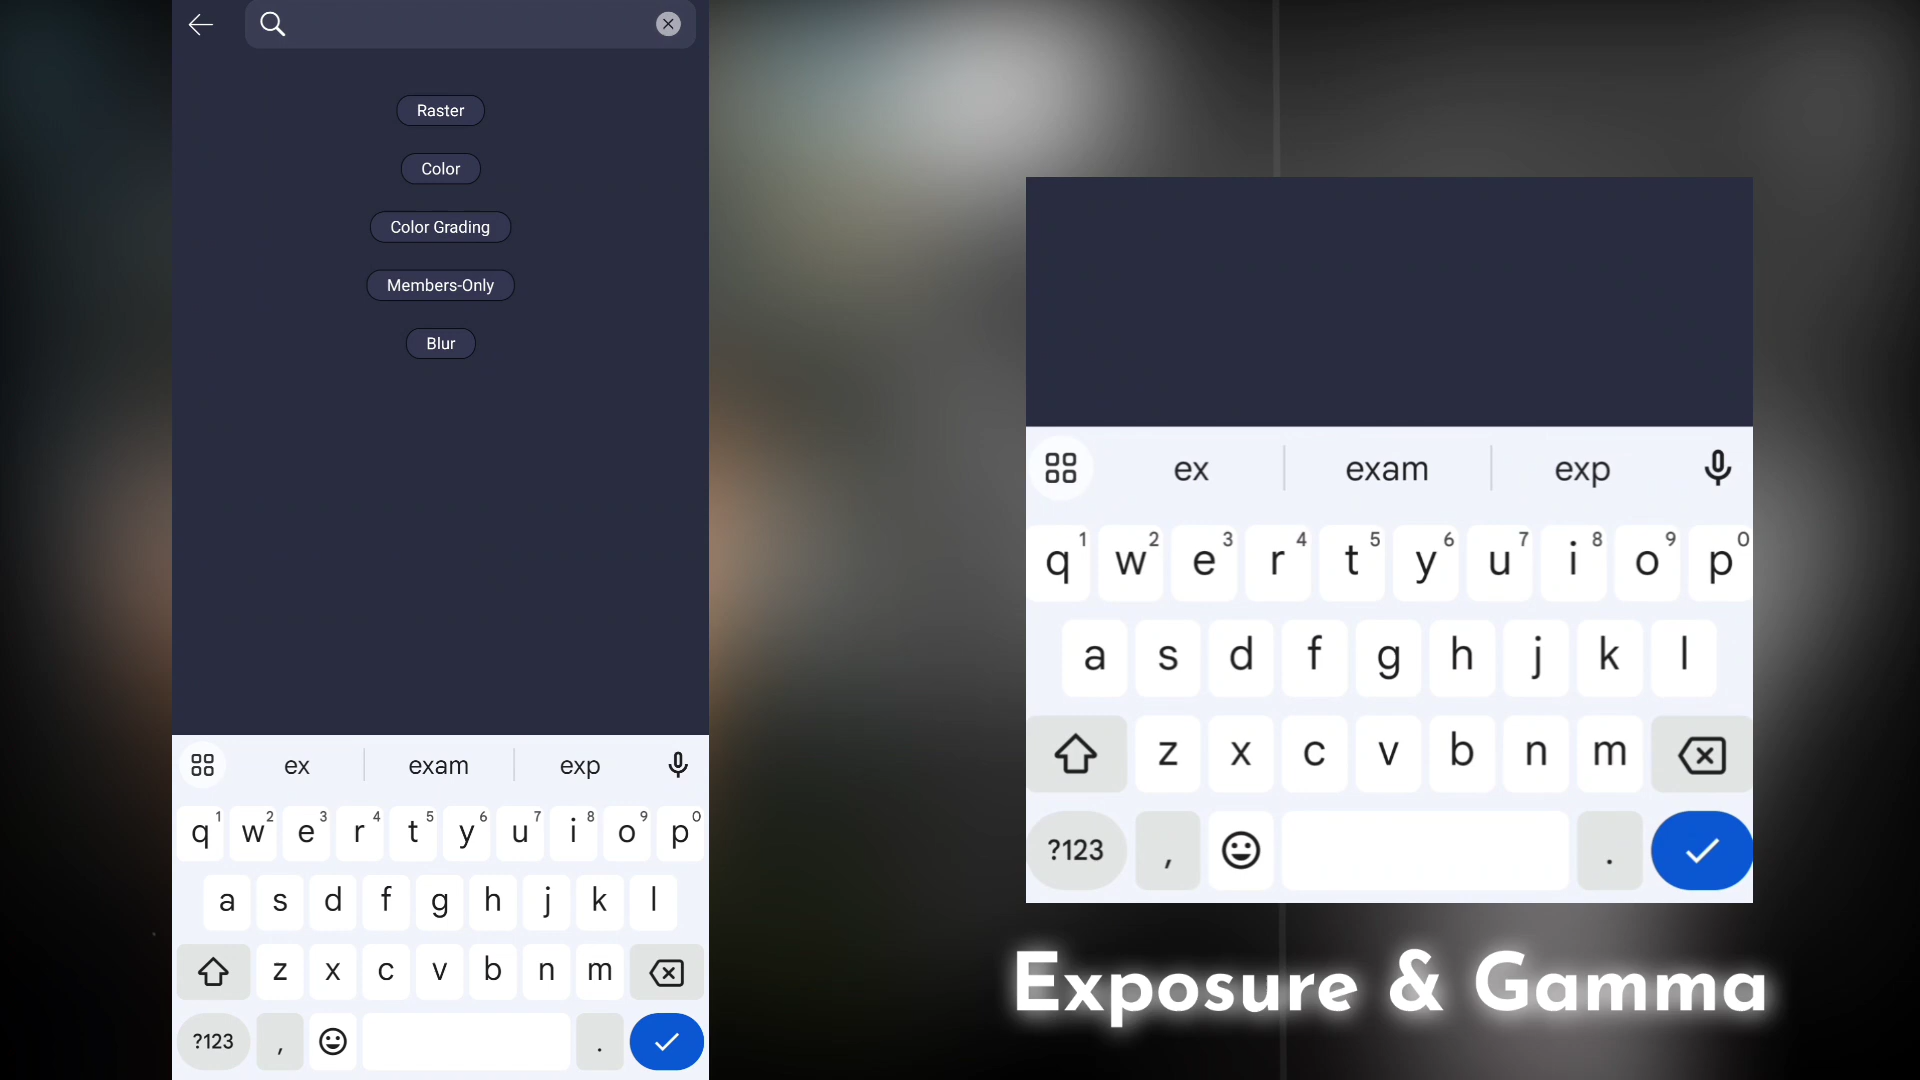 Raster
Color
Color Grading
Members-Only
Blur
ex exam exp
q1 w2 e3 r4 t5 y6 u7 i8 o9 p0
a s d f g h j k l
z x c v b n m
?123 , .
ex exam exp
q1 w2 e3 r4 t5 y6 u7 i8 o9 p0
a s d f g h j k l
z x c v b n m
?123 , .
Exposure & Gamma